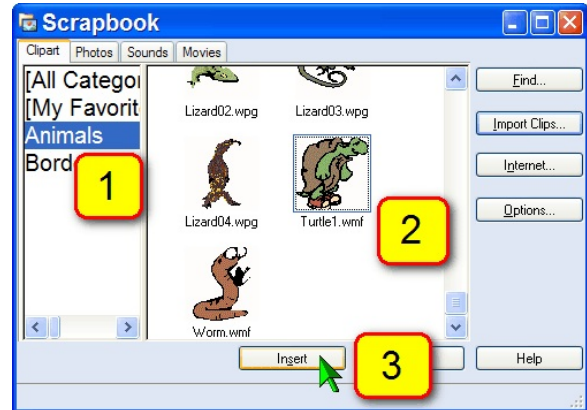 Scrapbook
Clipart Photos Sounds Movies
[All Categor
[My Favorit
Animals
Bord
1
Lizard02.wpg Lizard03.wpg
Lizard04.wpg Turtle1.wmf
2
Worm.wmf
Find...
Import Clips...
Internet...
Options...
Insert
3
Help